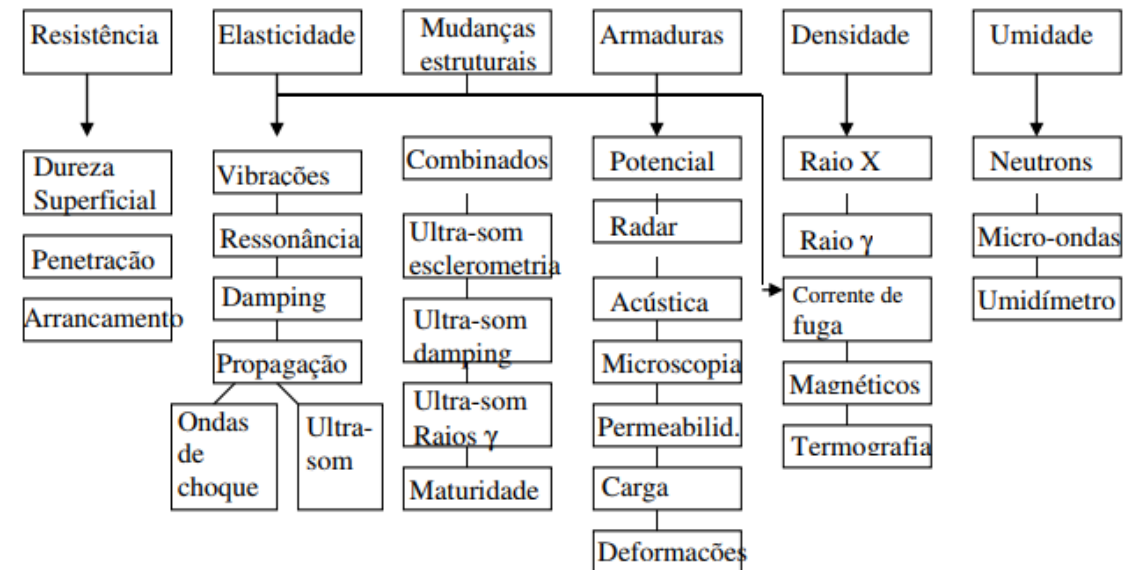 Resistência
Elasticidade
Mudanças
estruturais
Armaduras
Densidade
Umidade
Dureza
Superficial
Penetração
Arrancamento
Vibrações
Ressonância
Damping
Propagação
Ondas
de
choque
Ultra-
som
Combinados
Ultra-som
esclerometria
Ultra-som
damping
Ultra-som
Raios γ
Maturidade
Potencial
Radar
Acústica
Microscopia
Permeabilid.
Carga
Deformações
Raio X
Raio γ
Corrente de
fuga
Magnéticos
Termografia
Neutrons
Micro-ondas
Umidímetro